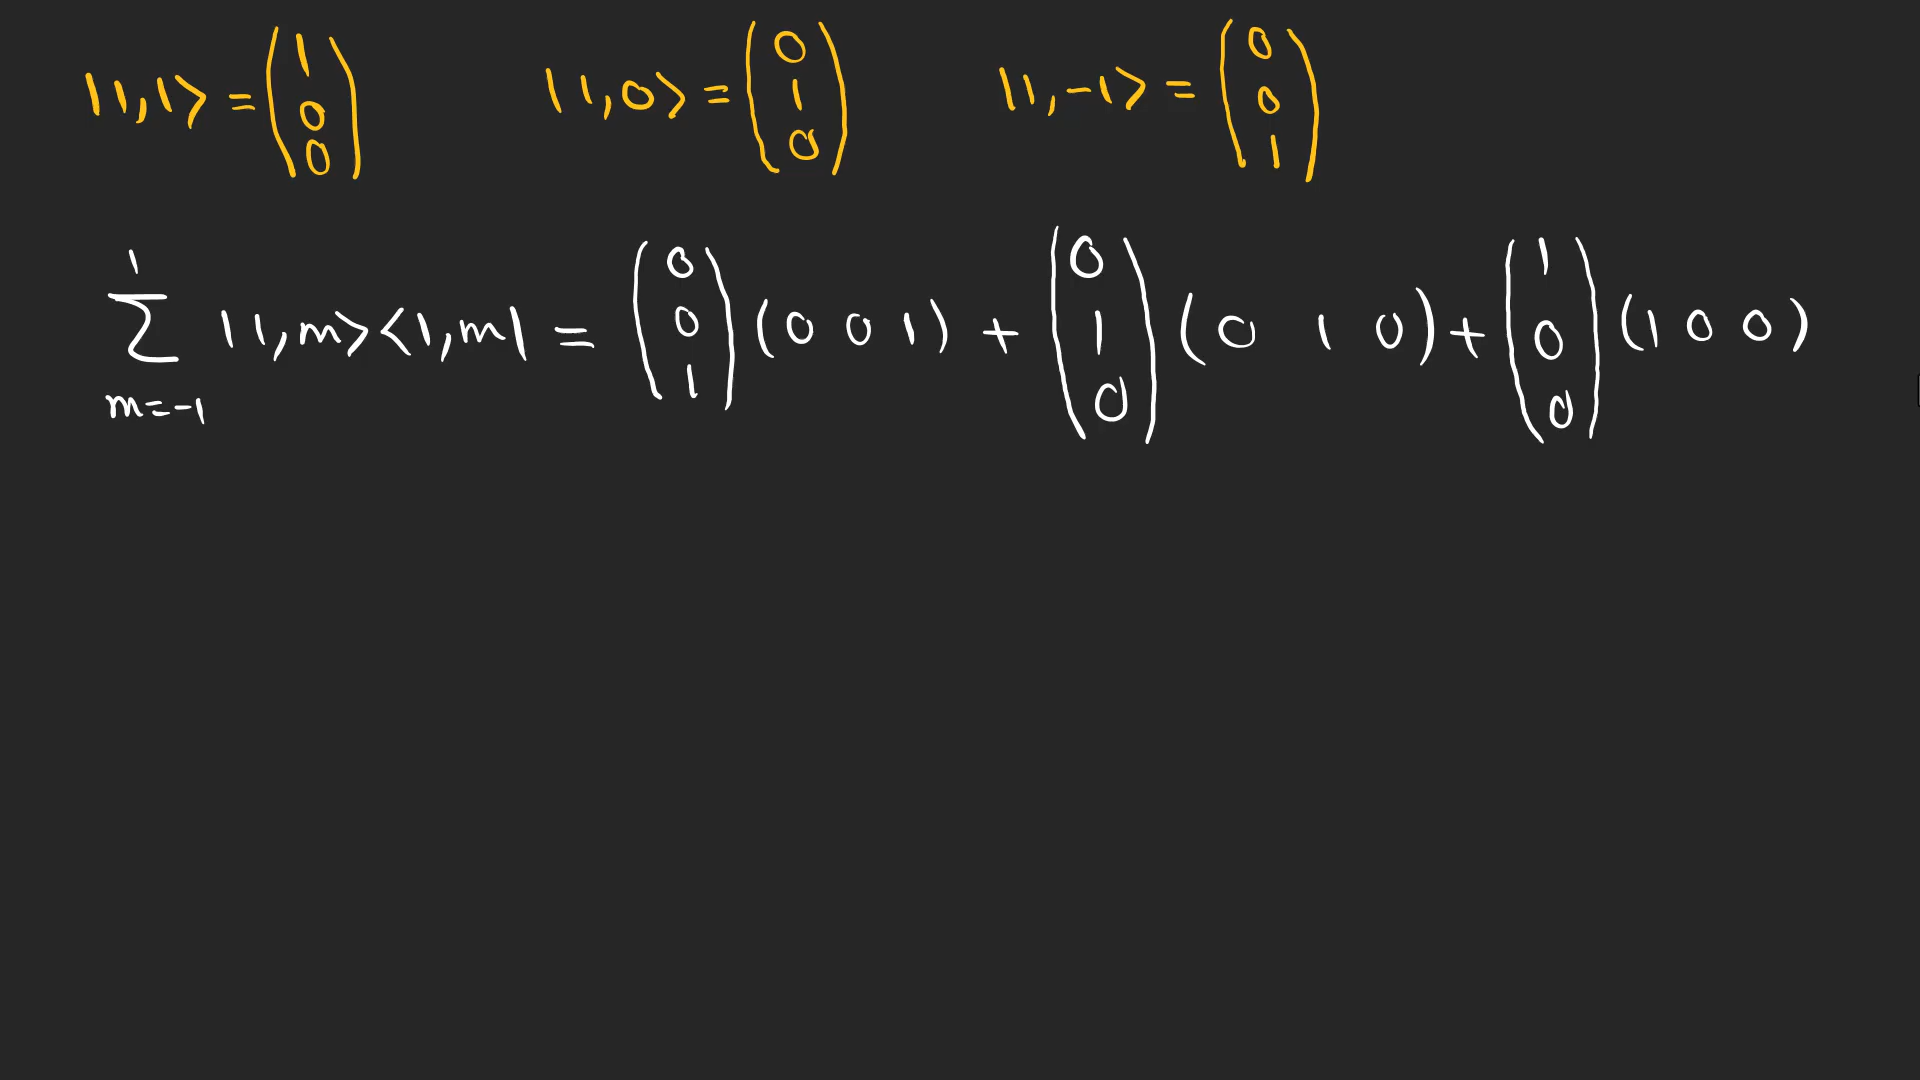 |1,1⟩ = (1 0 0) |1,0⟩ = (0 1 0) |1,-1⟩ = (0 0 1)
1 ∑ m=-1 |1,m⟩⟨1,m| = (0 0 1) (0 0 1) + (0 1 0) (0 1 0) + (1 0 0) (1 0 0)